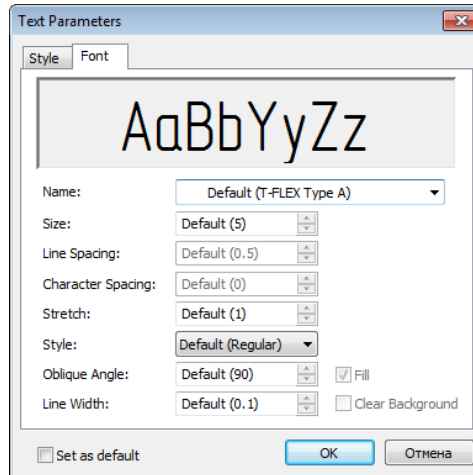 Text Parameters
Style Font
AaBbYyZz
Name: Default (T-FLEX Type A)
Size: Default (5)
Line Spacing: Default (0.5)
Character Spacing: Default (0)
Stretch: Default (1)
Style: Default (Regular)
Oblique Angle: Default (90) Fill
Line Width: Default (0.1) Clear Background
Set as default OK Отмена